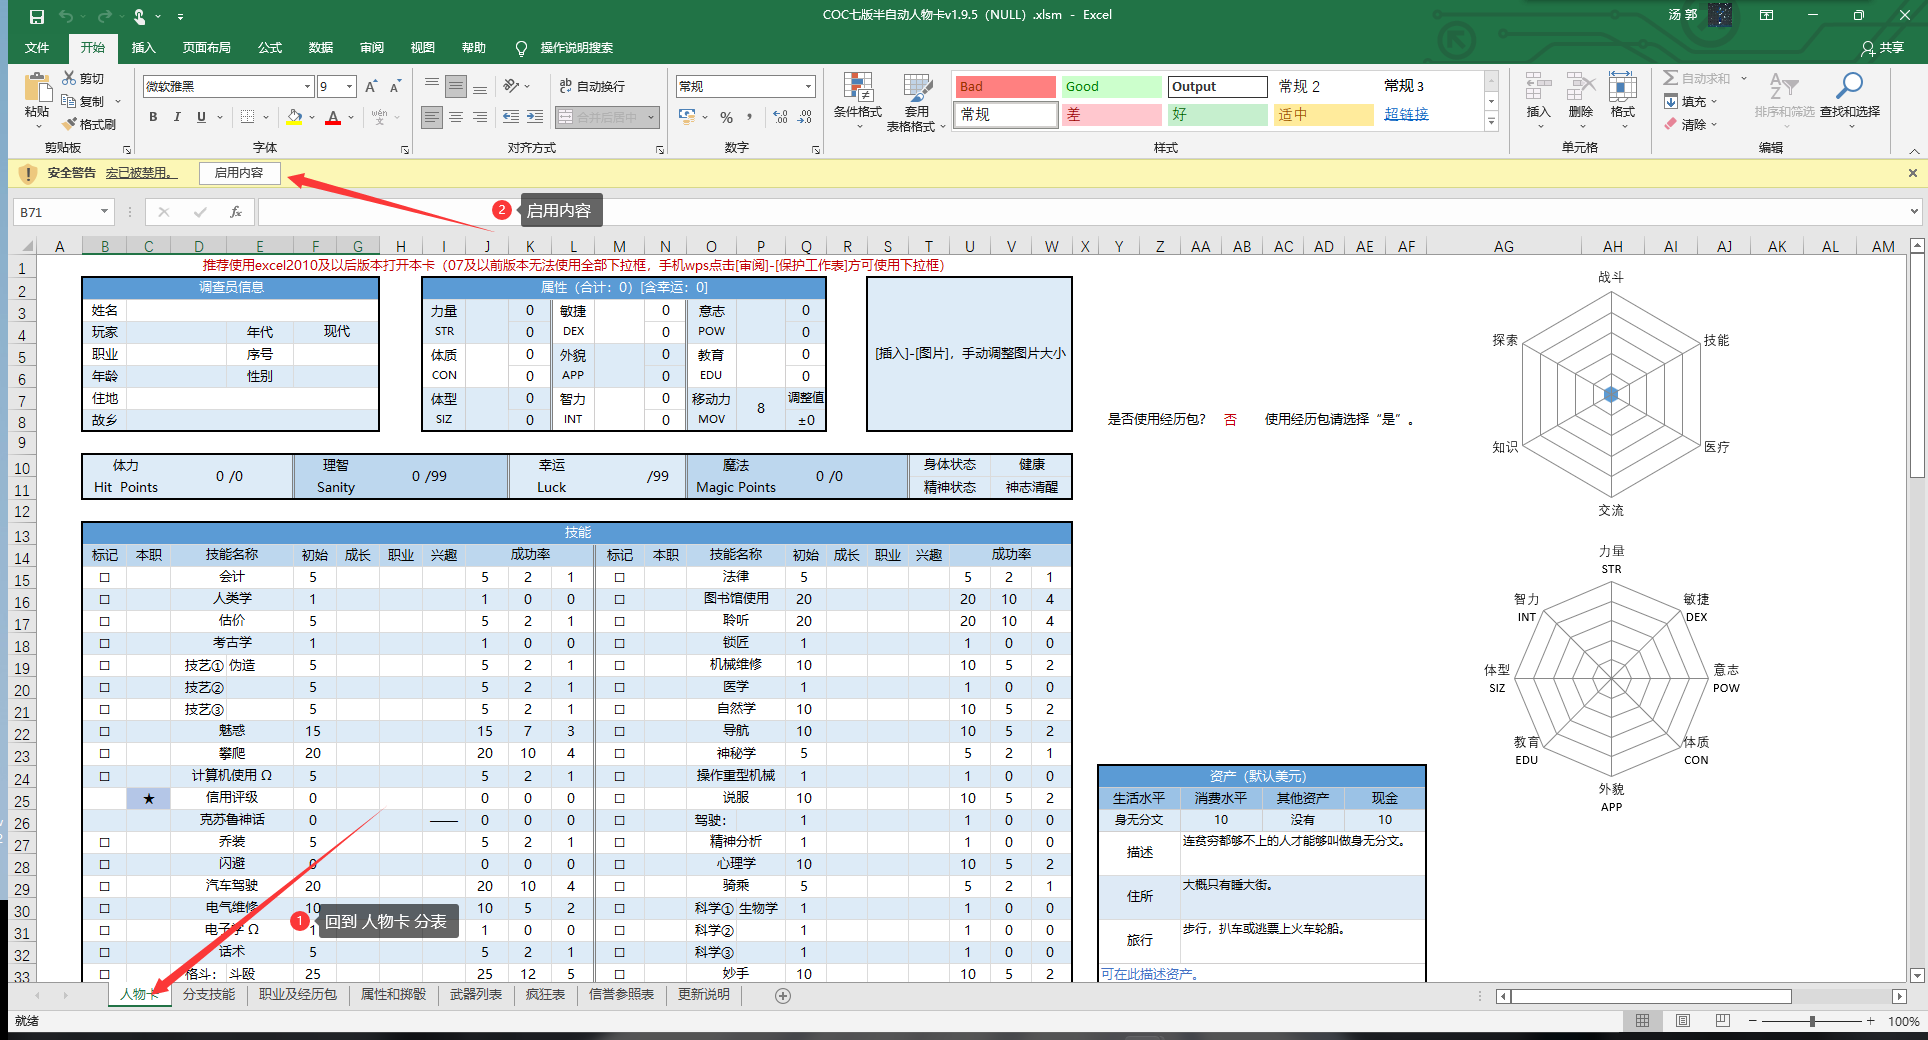 COC七版半自动人物卡v1.9.5（NULL）.xlsm - Excel
汤 郭
文件 开始 插入 页面布局 公式 数据 审阅 视图 帮助 操作说明搜索 共享
粘贴 剪切 复制 格式刷 剪贴板
微软雅黑 9 B I U 字体
自动换行 合并后居中 对齐方式
常规 % 数字
条件格式 套用表格格式
Bad Good Output 常规 2 常规 3
常规 差 好 适中 超链接
样式
插入 删除 格式 单元格
自动求和 填充 清除 排序和筛选 查找和选择 编辑
安全警告 宏已被禁用。 启用内容
2 启用内容
B71 fx
A B C D E F G H I J K L M N O P Q R S T U V W X Y Z AA AB AC AD AE AF AG AH AI AJ AK AL AM
1 推荐使用excel2010及以后版本打开本卡（07及以前版本无法使用全部下拉框，手机wps点击[审阅]-[保护工作表]方可使用下拉框）
2 调查员信息 属性（合计：0）[含幸运：0]
3 姓名 力量 0 敏捷 0 意志 0
4 玩家 年代 现代 STR 0 DEX 0 POW 0
5 职业 序号 体质 0 外貌 0 教育 0
6 年龄 性别 CON 0 APP 0 EDU 0
7 住地 体型 0 智力 0 移动力 8 调整值
8 故乡 SIZ 0 INT 0 MOV ±0
[插入]-[图片]，手动调整图片大小
是否使用经历包？ 否 使用经历包请选择“是”。
9
10 体力 0 /0 理智 0 /99 幸运 /99 魔法 0 /0 身体状态 健康
11 Hit Points Sanity Luck Magic Points 精神状态 神志清醒
12
13 技能
14 标记 本职 技能名称 初始 成长 职业 兴趣 成功率 标记 本职 技能名称 初始 成长 职业 兴趣 成功率
15 □ 会计 5 5 2 1 □ 法律 5 5 2 1
16 □ 人类学 1 1 0 0 □ 图书馆使用 20 20 10 4
17 □ 估价 5 5 2 1 □ 聆听 20 20 10 4
18 □ 考古学 1 1 0 0 □ 锁匠 1 1 0 0
19 □ 技艺① 伪造 5 5 2 1 □ 机械维修 10 10 5 2
20 □ 技艺② 5 5 2 1 □ 医学 1 1 0 0
21 □ 技艺③ 5 5 2 1 □ 自然学 10 10 5 2
22 □ 魅惑 15 15 7 3 □ 导航 10 10 5 2
23 □ 攀爬 20 20 10 4 □ 神秘学 5 5 2 1
24 □ 计算机使用 Ω 5 5 2 1 □ 操作重型机械 1 1 0 0
25 ★ 信用评级 0 0 0 0 □ 说服 10 10 5 2
26 克苏鲁神话 0 —— 0 0 0 □ 驾驶： 1 1 0 0
27 □ 乔装 5 5 2 1 □ 精神分析 1 1 0 0
28 □ 闪避 0 0 0 0 □ 心理学 10 10 5 2
29 □ 汽车驾驶 20 20 10 4 □ 骑乘 5 5 2 1
30 □ 电气维修 10 10 5 2 □ 科学① 生物学 1 1 0 0
31 □ 电子学 Ω 1 1 0 0 □ 科学② 1 1 0 0
32 □ 话术 5 5 2 1 □ 科学③ 1 1 0 0
33 □ 格斗： 斗殴 25 25 12 5 □ 妙手 10 10 5 2
1 回到 人物卡 分表
战斗
探索 技能
知识 医疗
交流
力量
STR
智力 敏捷
INT DEX
体型 意志
SIZ POW
教育 体质
EDU CON
外貌
APP
资产（默认美元）
生活水平 消费水平 其他资产 现金
身无分文 10 没有 10
描述 连贫穷都够不上的人才能够叫做身无分文。
住所 大概只有睡大街。
旅行 步行，扒车或逃票上火车轮船。
可在此描述资产。
人物卡 分支技能 职业及经历包 属性和掷骰 武器列表 疯狂表 信誉参照表 更新说明
就绪 100%